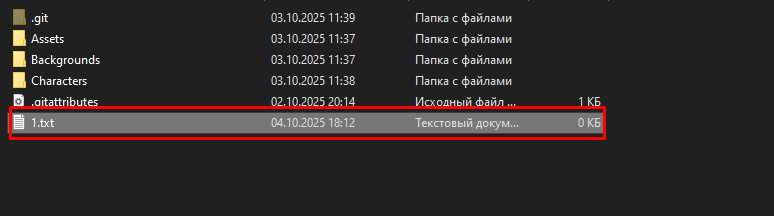 .git 03.10.2025 11:39 Папка с файлами
Assets 03.10.2025 11:37 Папка с файлами
Backgrounds 03.10.2025 11:37 Папка с файлами
Characters 03.10.2025 11:38 Папка с файлами
.gitattributes 02.10.2025 20:14 Исходный файл ... 1 КБ
1.txt 04.10.2025 18:12 Текстовый докум... 0 КБ